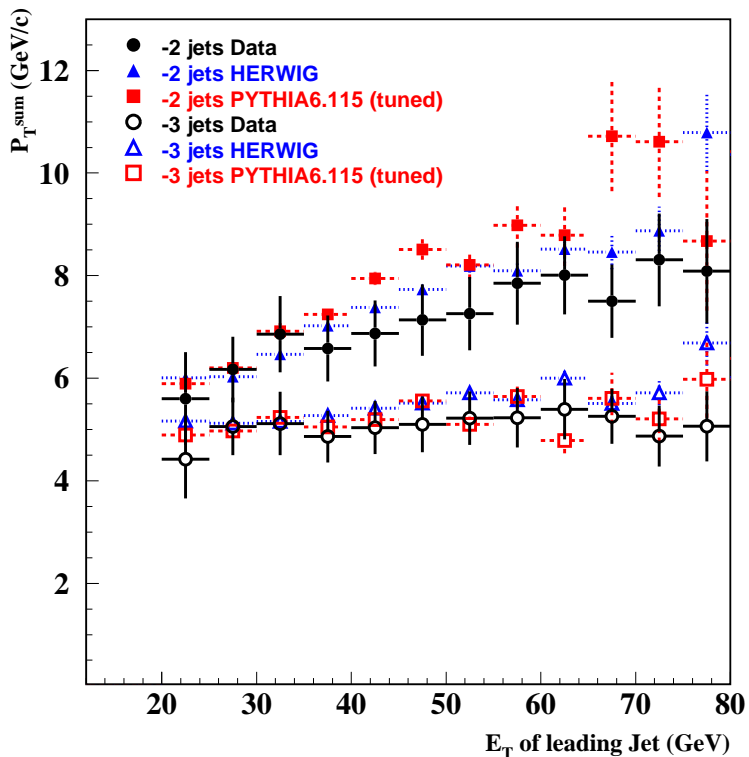 P_T^sum (GeV/c)
12
10
8
6
4
2
-2 jets Data
-2 jets HERWIG
-2 jets PYTHIA6.115 (tuned)
-3 jets Data
-3 jets HERWIG
-3 jets PYTHIA6.115 (tuned)
20 30 40 50 60 70 80
E_T of leading Jet (GeV)